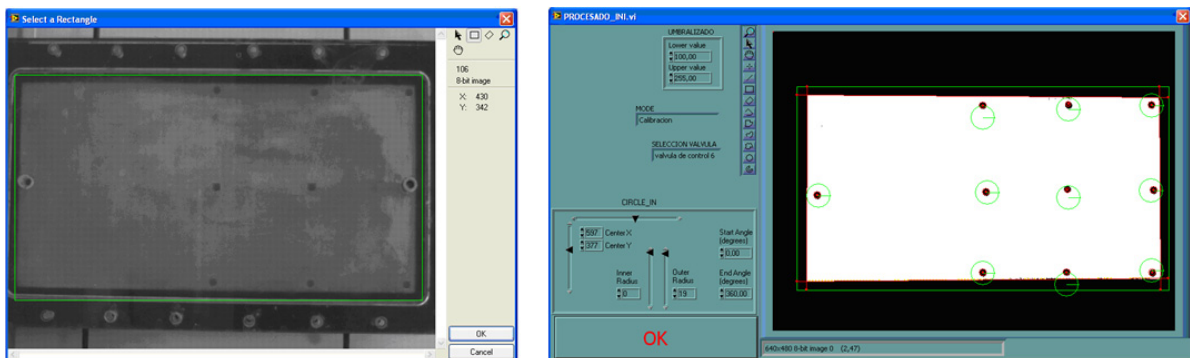 Select a Rectangle
106
8-bit image
X: 430
Y: 342
OK
Cancel
PROCESADO_INI.vi
UMBRALIZADO
Lower value
100,00
Upper value
255,00
MODE
Calibracion
SELECCION VALVULA
valvula de control 6
CIRCLE_IN
597 Center X
377 Center Y
Start Angle
(degrees)
0,00
Inner
Radius
0
Outer
Radius
19
End Angle
(degrees)
360,00
OK
640x480 8-bit image 0 (2,47)